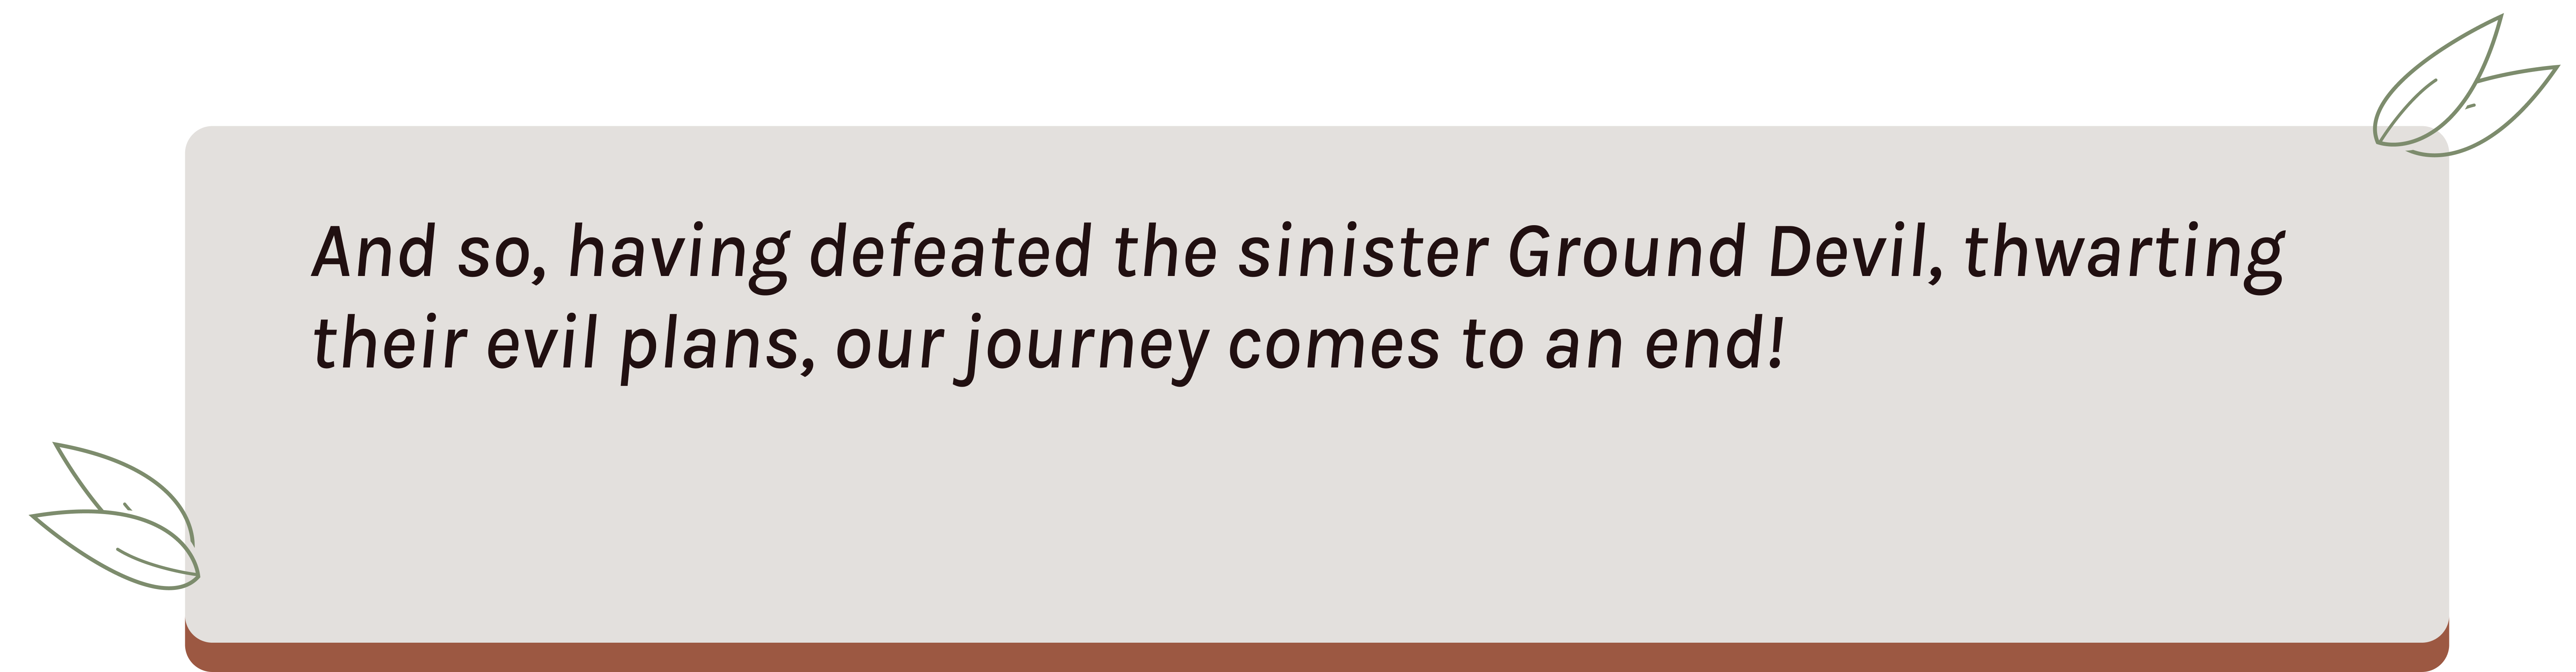 And so, having defeated the sinister Ground Devil, thwarting
their evil plans, our journey comes to an end!